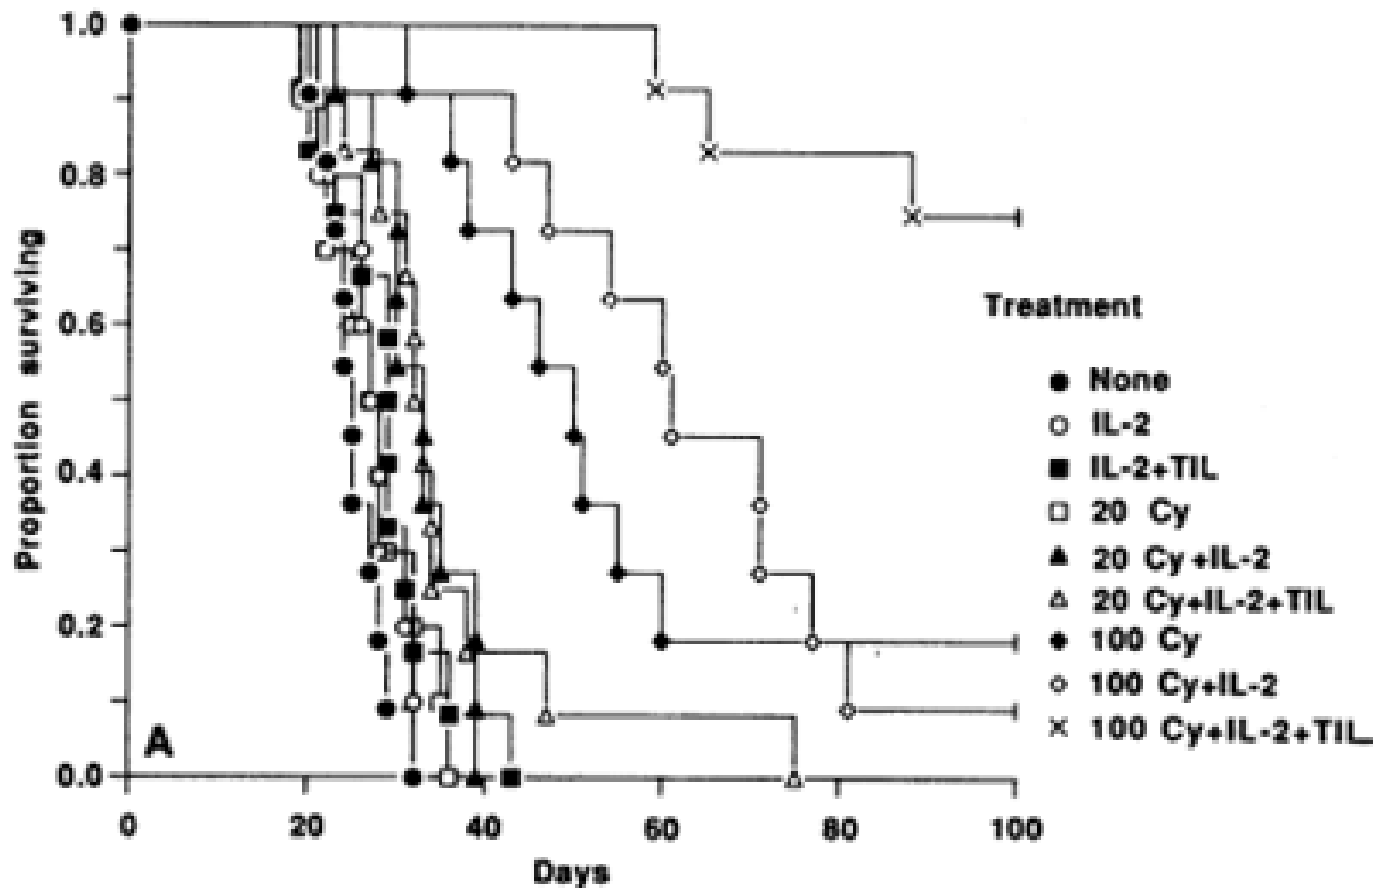 1.0
0.8
0.6
0.4
0.2
0.0
Proportion surviving
A
0
20
40
60
80
100
Days
Treatment
None
IL-2
IL-2+TIL
20 Cy
20 Cy+IL-2
20 Cy+IL-2+TIL
100 Cy
100 Cy+IL-2
100 Cy+IL-2+TIL